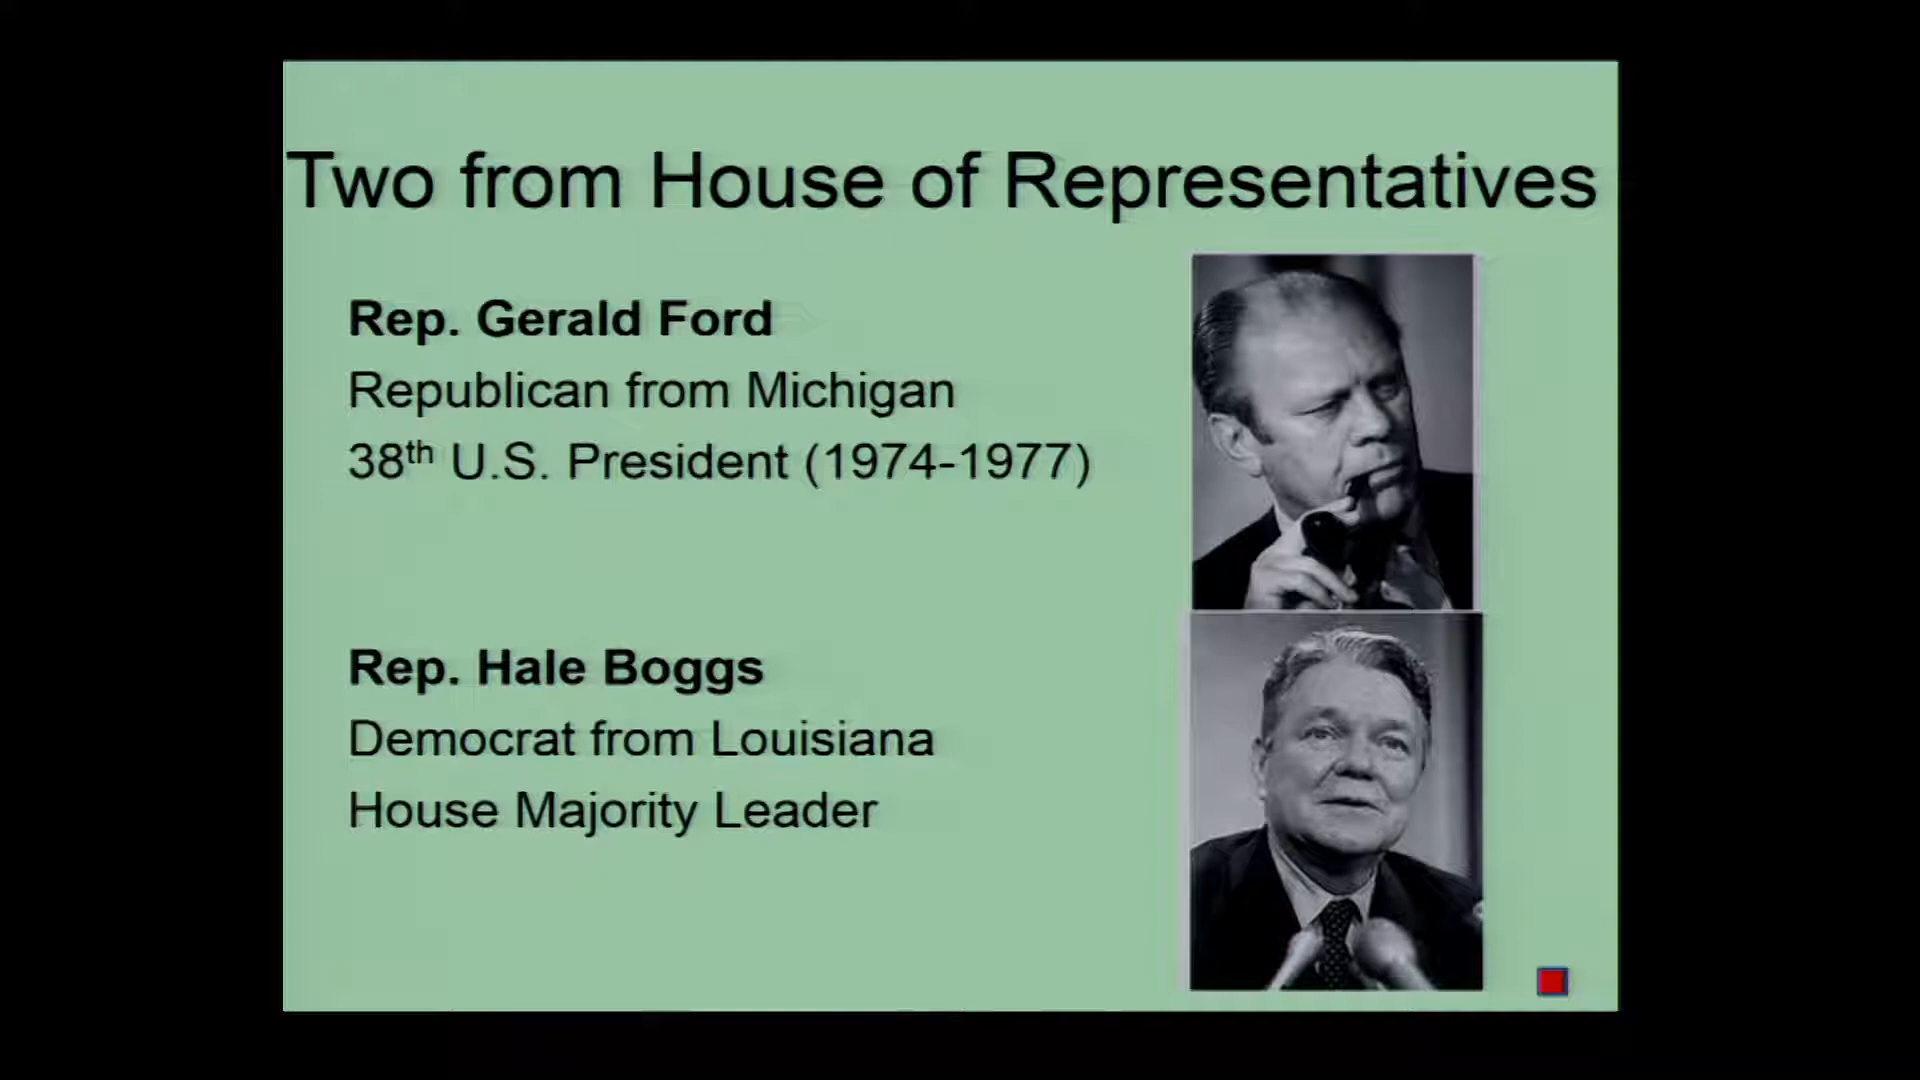 Two from House of Representatives
Rep. Gerald Ford
Republican from Michigan
38th U.S. President (1974-1977)
Rep. Hale Boggs
Democrat from Louisiana
House Majority Leader